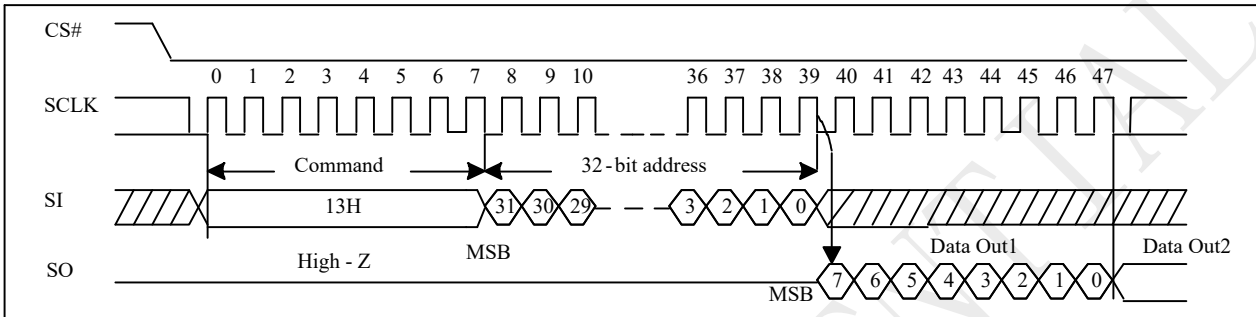 CS#
0 1 2 3 4 5 6 7 8 9 10 36 37 38 39 40 41 42 43 44 45 46 47
SCLK
Command 32-bit address
SI 13H 31 30 29 3 2 1 0
High - Z MSB Data Out1 Data Out2
SO MSB 7 6 5 4 3 2 1 0
NTIAL